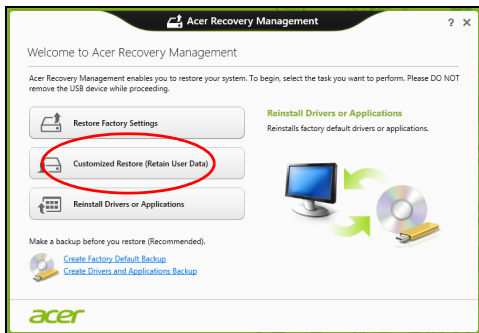 Acer Recovery Management
? ×
Welcome to Acer Recovery Management
Acer Recovery Management enables you to restore your system. To begin, select the task you want to perform. Please DO NOT
remove the USB device while proceeding.
Restore Factory Settings
Customized Restore (Retain User Data)
Reinstall Drivers or Applications
Reinstall Drivers or Applications
Reinstalls factory default drivers or applications.
Make a backup before you restore (Recommended).
Create Factory Default Backup
Create Drivers and Applications Backup
acer